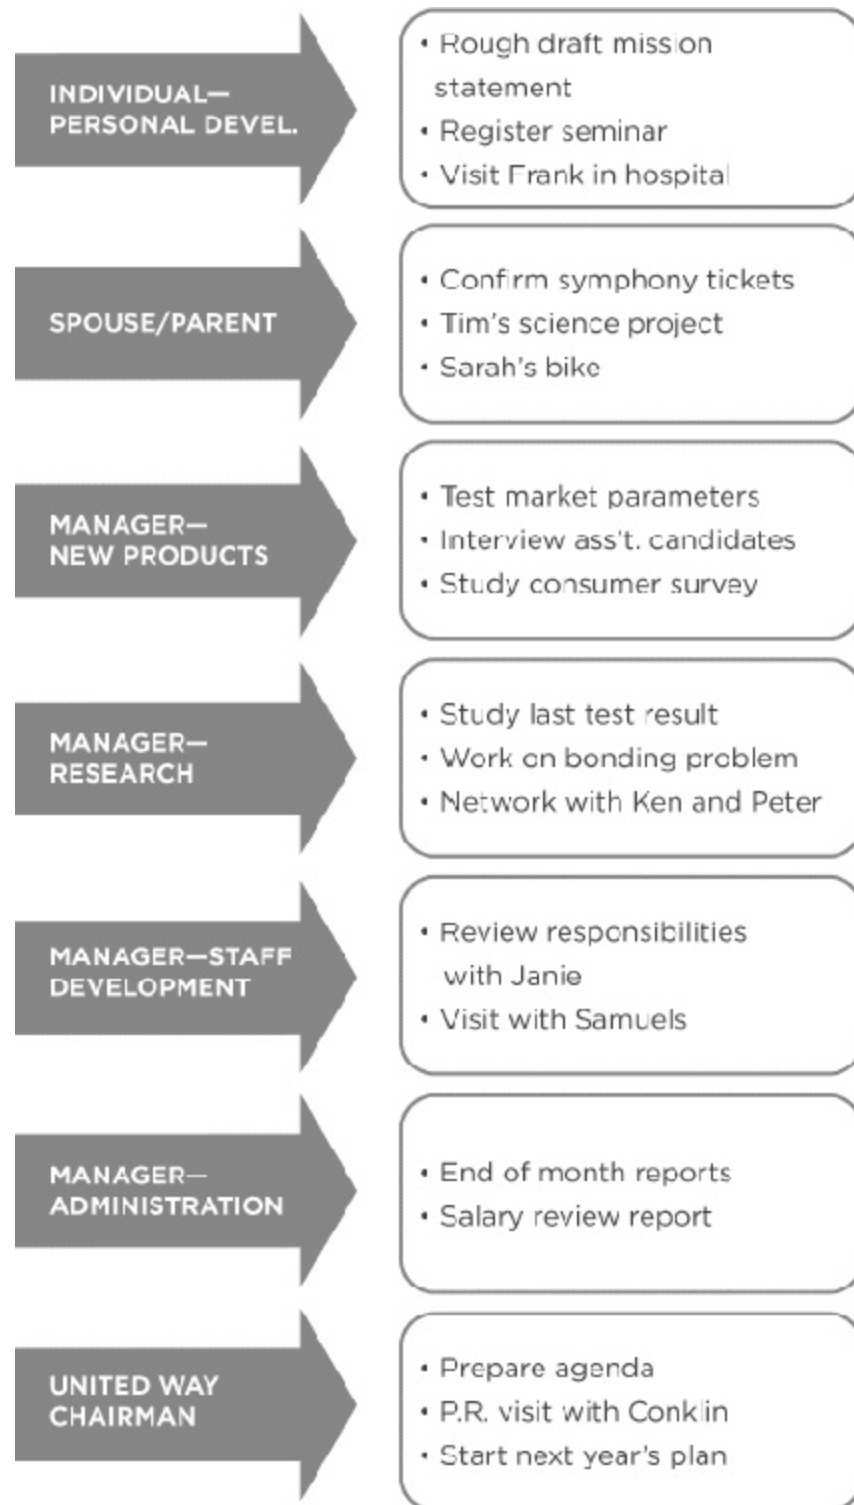 INDIVIDUAL—
PERSONAL DEVEL.
• Rough draft mission
statement
• Register seminar
• Visit Frank in hospital
SPOUSE/PARENT
• Confirm symphony tickets
• Tim's science project
• Sarah's bike
MANAGER—
NEW PRODUCTS
• Test market parameters
• Interview ass't. candidates
• Study consumer survey
MANAGER—
RESEARCH
• Study last test result
• Work on bonding problem
• Network with Ken and Peter
MANAGER—STAFF
DEVELOPMENT
• Review responsibilities
with Janie
• Visit with Samuels
MANAGER—
ADMINISTRATION
• End of month reports
• Salary review report
UNITED WAY
CHAIRMAN
• Prepare agenda
• P.R. visit with Conklin
• Start next year's plan